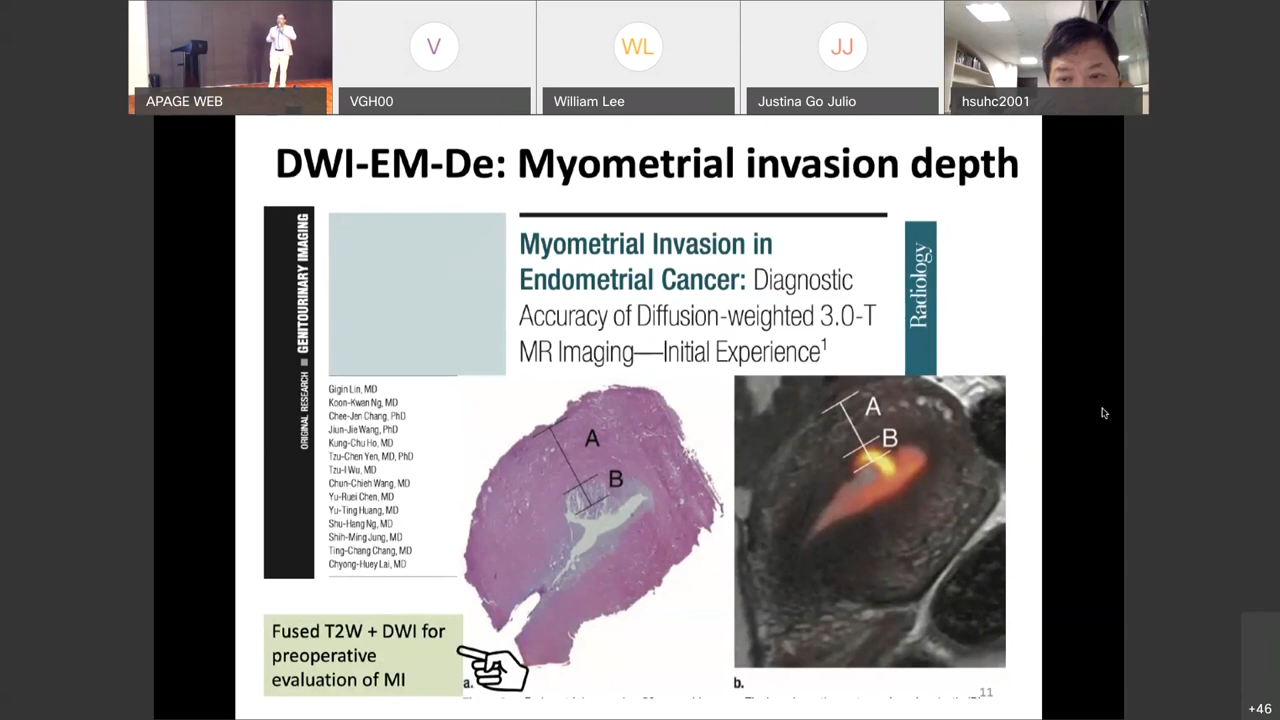 V
WL
JJ
APAGE WEB
VGH00
William Lee
Justina Go Julio
hsuhc2001
DWI-EM-De: Myometrial invasion depth
ORIGINAL RESEARCH ■ GENITOURINARY IMAGING
Myometrial Invasion in
Endometrial Cancer: Diagnostic
Accuracy of Diffusion-weighted 3.0-T
MR Imaging—Initial Experience¹
Radiology
Gigin Lin, MD
Koon-Kwan Ng, MD
Chee-Jen Chang, PhD
Jiun-Jie Wang, PhD
Kung-Chu Ho, MD
Tzu-Chen Yen, MD, PhD
Tzu-I Wu, MD
Chun-Chieh Wang, MD
Yu-Ruei Chen, MD
Yu-Ting Huang, MD
Shu-Hang Ng, MD
Shih-Ming Jung, MD
Ting-Chang Chang, MD
Chyong-Huey Lai, MD
A
B
A
B
Fused T2W + DWI for
preoperative
evaluation of MI
a.
b.
11
+46